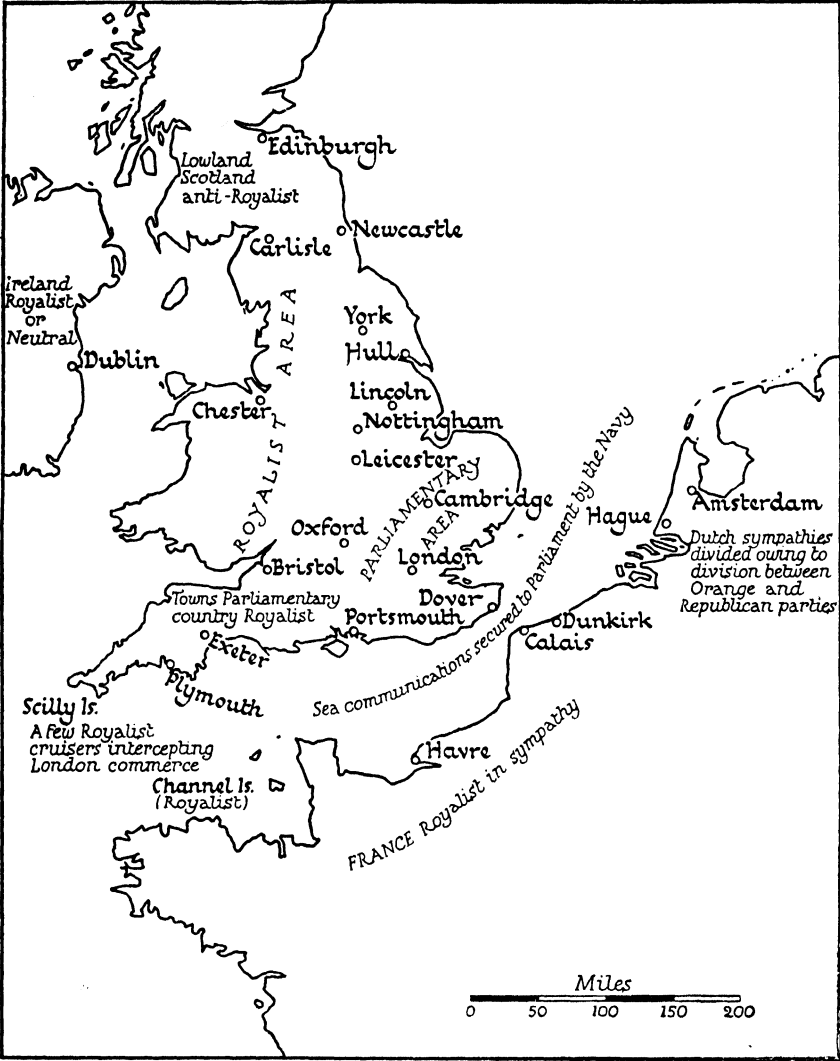 Edinburgh
Lowland
Scotland
anti-Royalist
Newcastle
Carlisle
Ireland
Royalist
or
Neutral
Dublin
ROYALIST AREA
York
Hull
Lincoln
Chester
Nottingham
Leicester
PARLIAMENTARY
AREA
Cambridge
Oxford
London
Bristol
Dover
Towns Parliamentary
country Royalist
Portsmouth
Exeter
Plymouth
Scilly Is.
A few Royalist
cruisers intercepting
London commerce
Channel Is.
(Royalist)
Sea communications secured to Parliament by the Navy
Hague
Amsterdam
Dutch sympathies
divided owing to
division between
Orange and
Republican parties
Dunkirk
Calais
Havre
FRANCE Royalist in sympathy
Miles
0 50 100 150 200